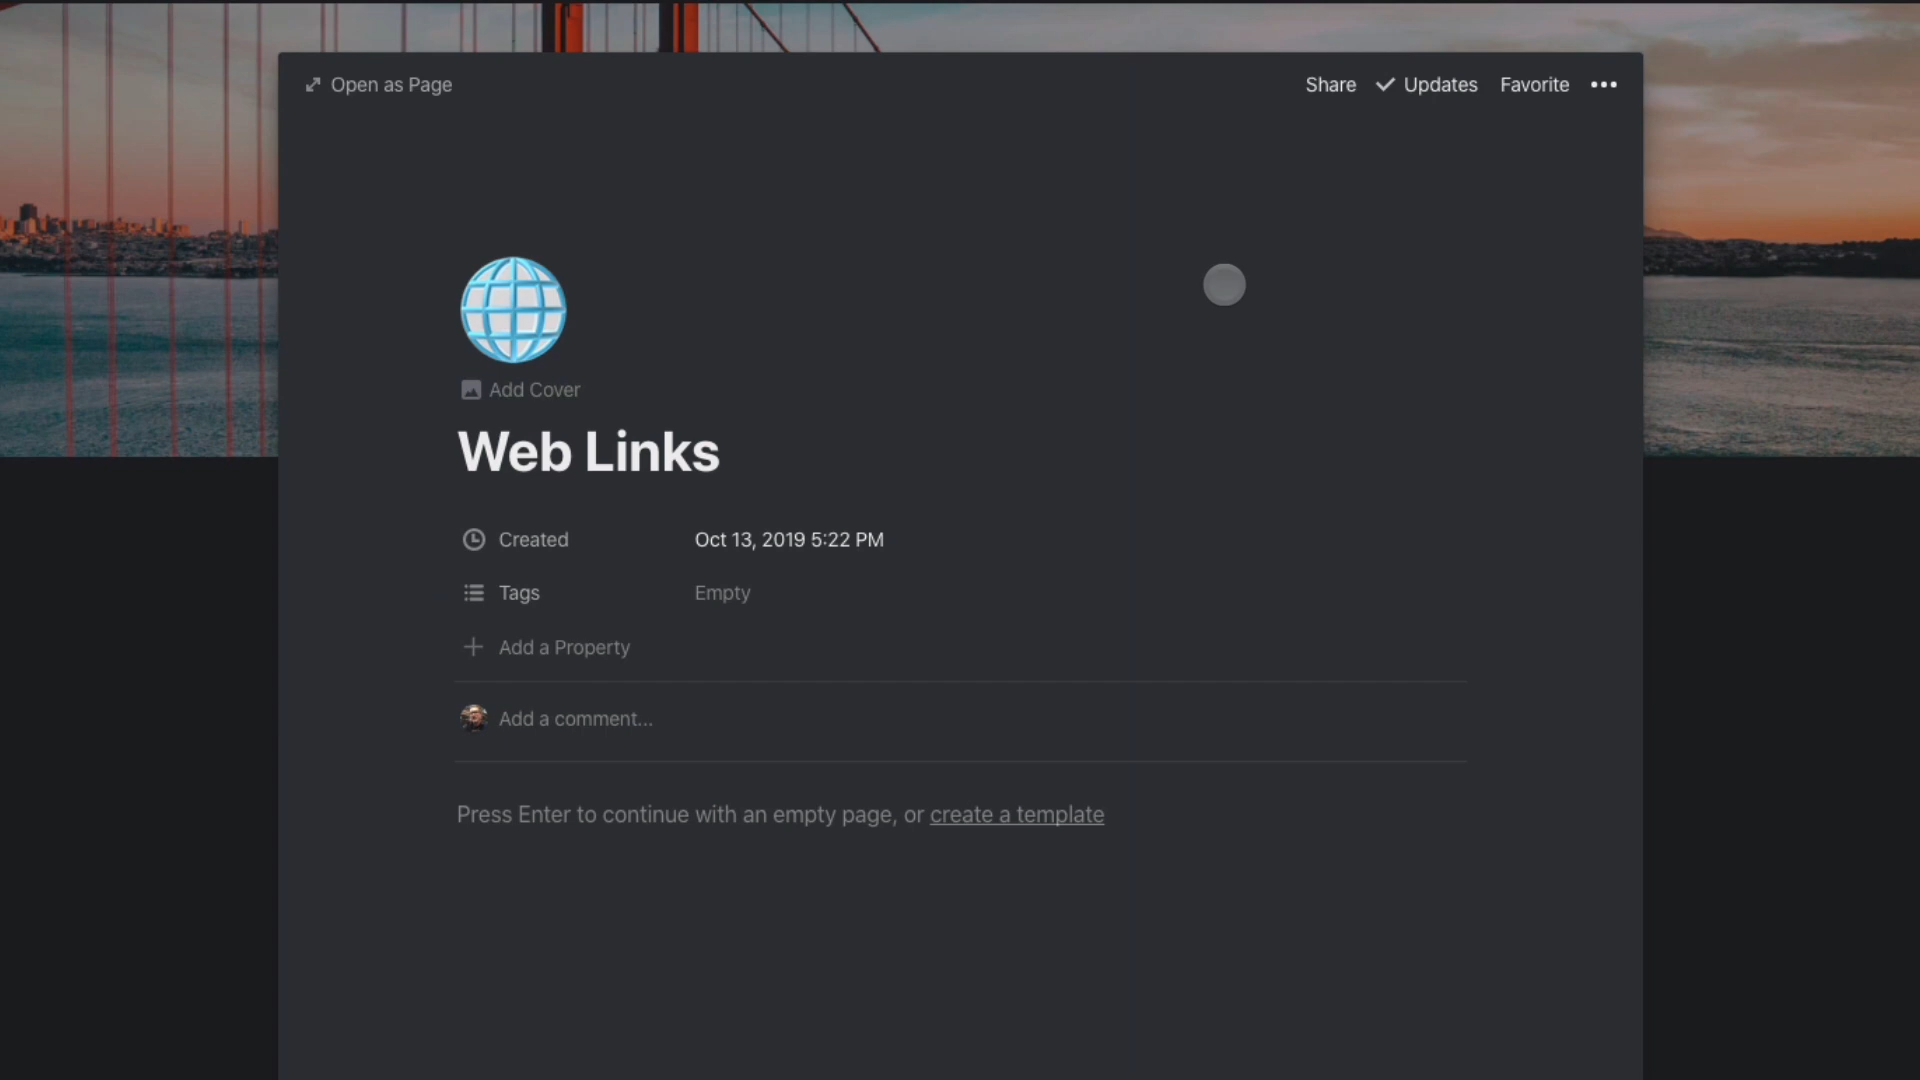 Open as Page
Share Updates Favorite
Add Cover
Web Links
Created Oct 13, 2019 5:22 PM
Tags Empty
Add a Property
Add a comment...
Press Enter to continue with an empty page, or create a template